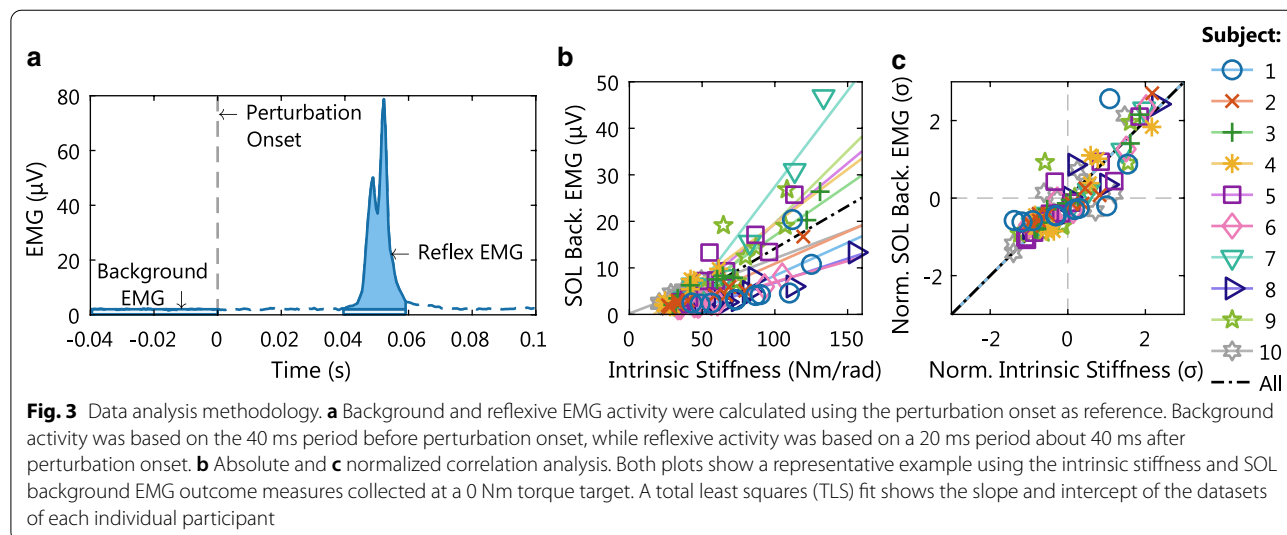 a
80
60
40
20
0
EMG (μV)
Perturbation
Onset
Background
EMG
Reflex EMG
-0.04
-0.02
0
0.02
0.04
0.06
0.08
0.1
Time (s)
b
50
40
30
20
10
0
SOL Back. EMG (μV)
0
50
100
150
Intrinsic Stiffness (Nm/rad)
c
2
0
-2
Norm. SOL Back. EMG (σ)
-2
0
2
Norm. Intrinsic Stiffness (σ)
Subject:
1
2
3
4
5
6
7
8
9
10
All
Fig. 3 Data analysis methodology. a Background and reflexive EMG activity were calculated using the perturbation onset as reference. Background
activity was based on the 40 ms period before perturbation onset, while reflexive activity was based on a 20 ms period about 40 ms after
perturbation onset. b Absolute and c normalized correlation analysis. Both plots show a representative example using the intrinsic stiffness and SOL
background EMG outcome measures collected at a 0 Nm torque target. A total least squares (TLS) fit shows the slope and intercept of the datasets
of each individual participant